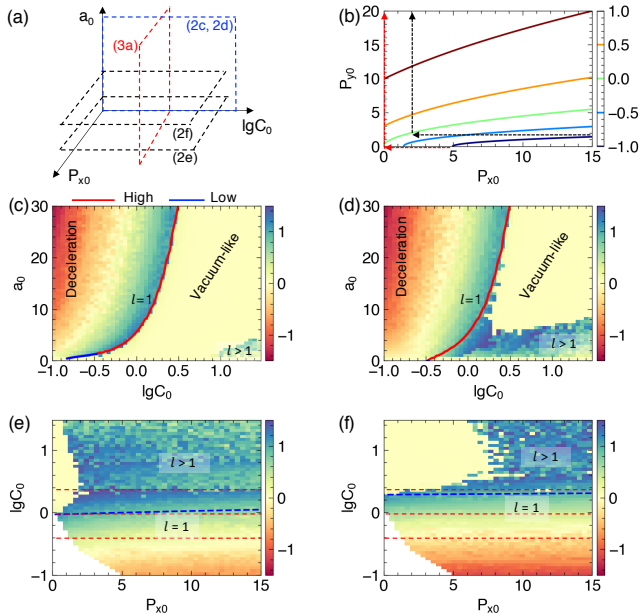 (a)
a₀
(2c, 2d)
(3a)
lgC₀
(2f)
(2e)
Pₓ₀
(b)
20
15
10
5
0
Pᵧ₀
0
5
10
15
Pₓ₀
1.0
0.5
0.0
−0.5
−1.0
(c)
High
Low
30
20
10
0
a₀
Deceleration
l = 1
Vacuum-like
l > 1
−1.0
−0.5
0.0
0.5
1.0
lgC₀
1
0
−1
(d)
30
20
10
0
a₀
Deceleration
l = 1
Vacuum-like
l > 1
−1.0
−0.5
0.0
0.5
1.0
lgC₀
1
0
−1
(e)
1
0
−1
lgC₀
l > 1
l = 1
0
5
10
15
Pₓ₀
1
0
−1
(f)
1
0
−1
lgC₀
l > 1
l = 1
0
5
10
15
Pₓ₀
1
0
−1